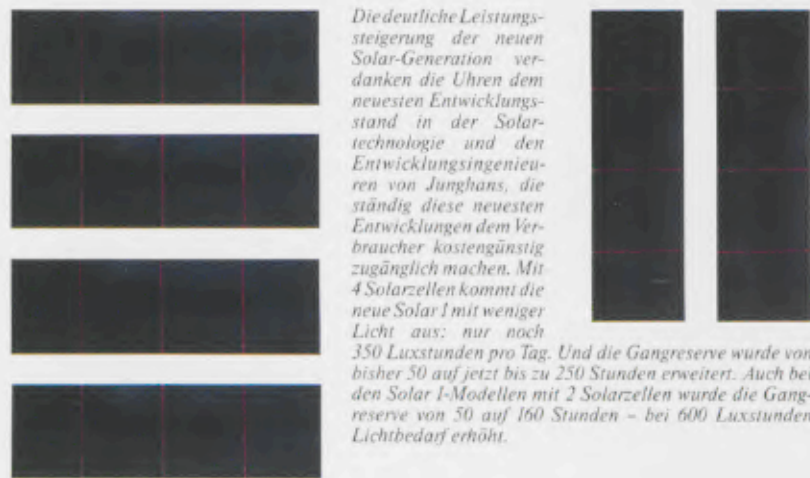 Die deutliche Leistungs-
steigerung der neuen
Solar-Generation ver-
danken die Uhren dem
neuesten Entwicklungs-
stand in der Solar-
technologie und den
Entwicklungsingenieu-
ren von Junghans, die
ständig diese neuesten
Entwicklungen dem Ver-
braucher kostengünstig
zugänglich machen. Mit
4 Solarzellen kommt die
neue Solar 1 mit weniger
Licht aus: nur noch
350 Luxstunden pro Tag. Und die Gangreserve wurde von
bisher 50 auf jetzt bis zu 250 Stunden erweitert. Auch bei
den Solar 1-Modellen mit 2 Solarzellen wurde die Gang-
reserve von 50 auf 160 Stunden – bei 600 Luxstunden
Lichtbedarf erhöht.